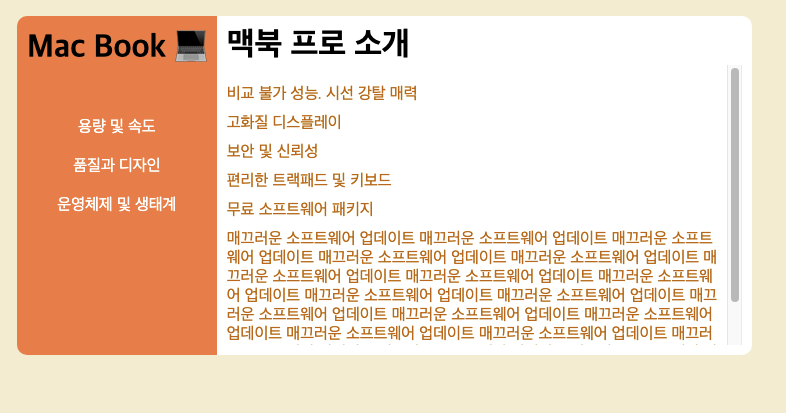 Mac Book 💻
용량 및 속도
품질과 디자인
운영체제 및 생태계
맥북 프로 소개
비교 불가 성능. 시선 강탈 매력
고화질 디스플레이
보안 및 신뢰성
편리한 트랙패드 및 키보드
무료 소프트웨어 패키지
매끄러운 소프트웨어 업데이트 매끄러운 소프트웨어 업데이트 매끄러운 소프트
웨어 업데이트 매끄러운 소프트웨어 업데이트 매끄러운 소프트웨어 업데이트 매
끄러운 소프트웨어 업데이트 매끄러운 소프트웨어 업데이트 매끄러운 소프트웨
어 업데이트 매끄러운 소프트웨어 업데이트 매끄러운 소프트웨어 업데이트 매끄
러운 소프트웨어 업데이트 매끄러운 소프트웨어 업데이트 매끄러운 소프트웨어
업데이트 매끄러운 소프트웨어 업데이트 매끄러운 소프트웨어 업데이트 매끄러